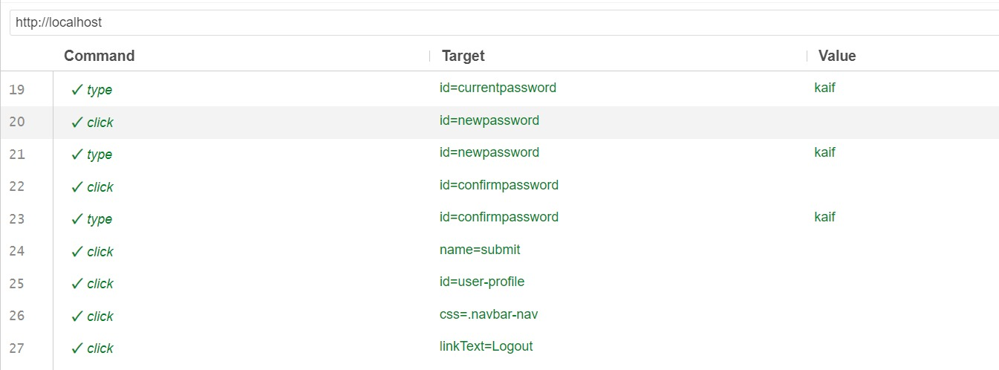 http://localhost
Command Target Value
19 ✓ type id=currentpassword kaif
20 ✓ click id=newpassword
21 ✓ type id=newpassword kaif
22 ✓ click id=confirmpassword
23 ✓ type id=confirmpassword kaif
24 ✓ click name=submit
25 ✓ click id=user-profile
26 ✓ click css=.navbar-nav
27 ✓ click linkText=Logout